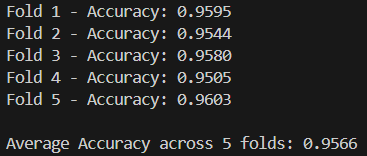 Fold 1 - Accuracy: 0.9595
Fold 2 - Accuracy: 0.9544
Fold 3 - Accuracy: 0.9580
Fold 4 - Accuracy: 0.9505
Fold 5 - Accuracy: 0.9603
Average Accuracy across 5 folds: 0.9566